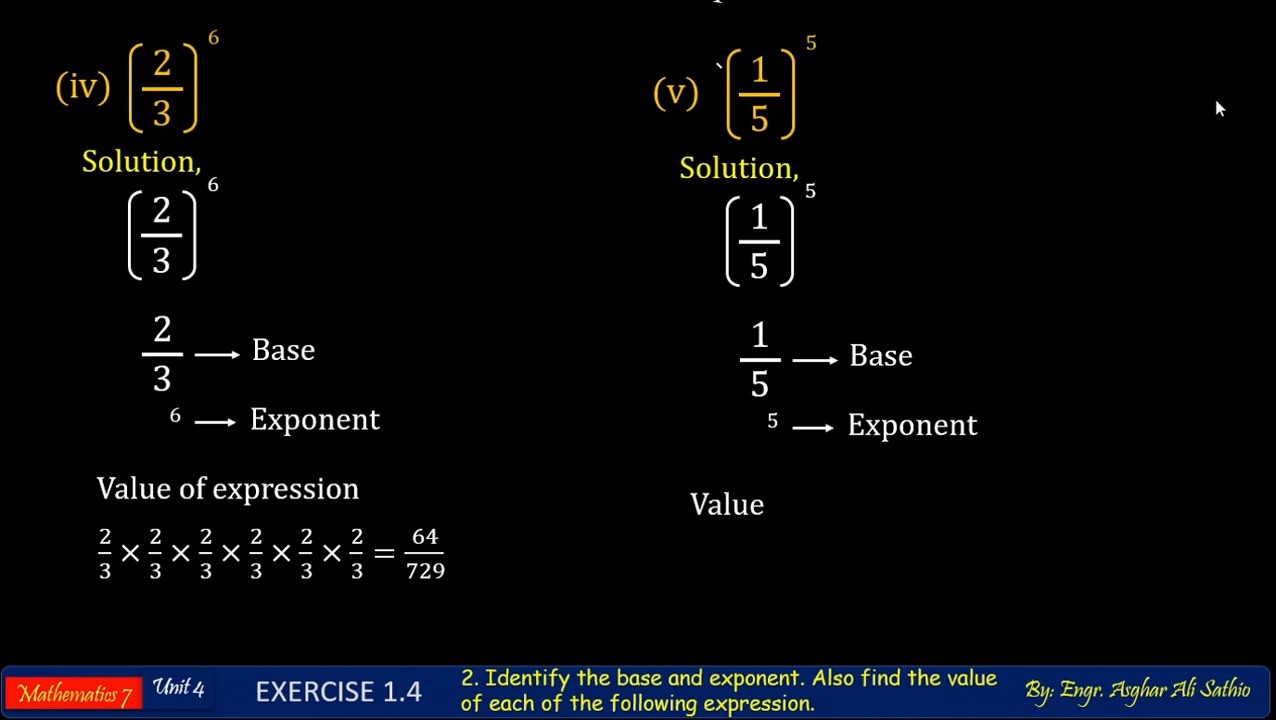 (iv) (2/3)^6
Solution,
(2/3)^6
2/3 → Base
6 → Exponent
Value of expression
2/3 × 2/3 × 2/3 × 2/3 × 2/3 × 2/3 = 64/729
(v) (1/5)^5
Solution,
(1/5)^5
1/5 → Base
5 → Exponent
Value
Mathematics 7
Unit 4
EXERCISE 1.4
2. Identify the base and exponent. Also find the value
of each of the following expression.
By: Engr. Asghar Ali Sathio